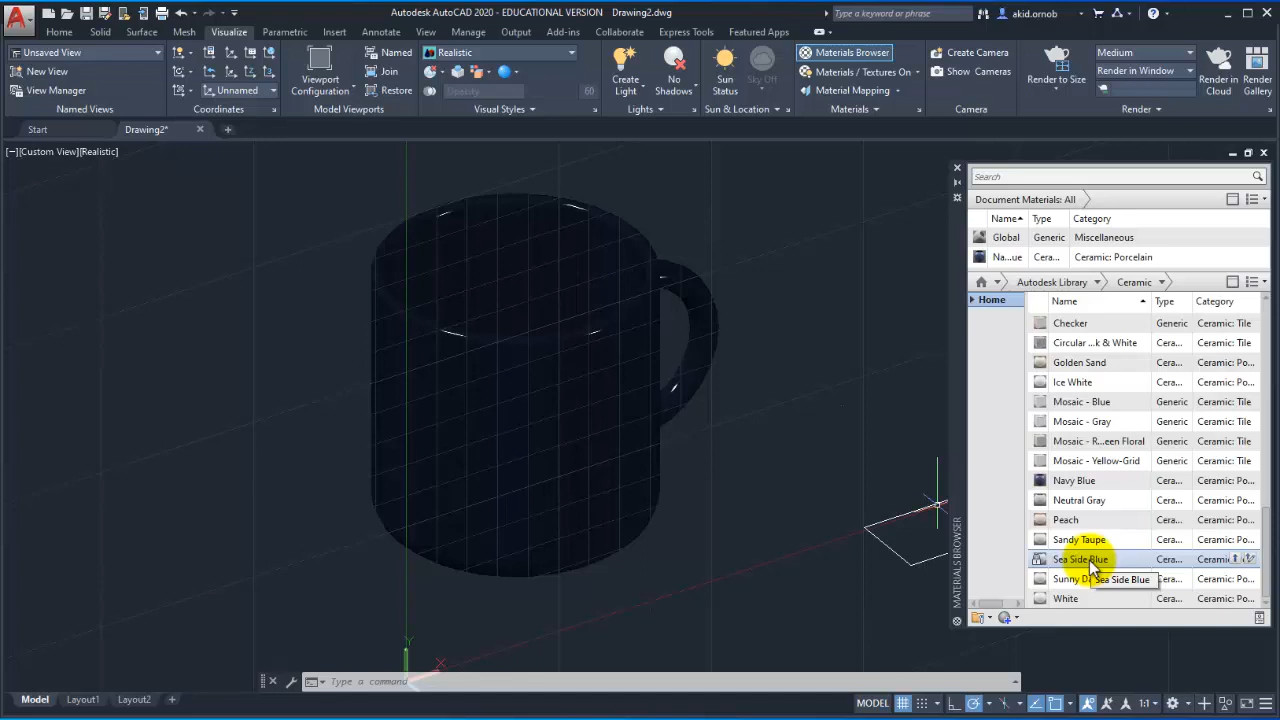 Autodesk AutoCAD 2020 - EDUCATIONAL VERSION Drawing2.dwg
Type a keyword or phrase
akid.ornob
Home Solid Surface Mesh Visualize Parametric Insert Annotate View Manage Output Add-ins Collaborate Express Tools Featured Apps
Unsaved View
New View
View Manager
Named Views
Unnamed
Coordinates
Viewport
Configuration
Named
Join
Restore
Model Viewports
Realistic
Opacity 60
Visual Styles
Create
Light
No
Shadows
Lights
Sun
Status
Sky Off
Sun & Location
Materials Browser
Materials / Textures On
Material Mapping
Materials
Create Camera
Show Cameras
Camera
Render to Size
Medium
Render in Window
Render in
Cloud
Render
Gallery
Render
Start Drawing2*
[−][Custom View][Realistic]
Search
Document Materials: All
Name Type Category
Global Generic Miscellaneous
Na...ue Cera... Ceramic: Porcelain
Autodesk Library Ceramic
Home
Name Type Category
Checker Generic Ceramic: Tile
Circular ...k & White Generic Ceramic: Tile
Golden Sand Cera... Ceramic: Po...
Ice White Cera... Ceramic: Po...
Mosaic - Blue Generic Ceramic: Tile
Mosaic - Gray Generic Ceramic: Tile
Mosaic - R...een Floral Generic Ceramic: Tile
Mosaic - Yellow-Grid Generic Ceramic: Tile
Navy Blue Cera... Ceramic: Po...
Neutral Gray Cera... Ceramic: Po...
Peach Cera... Ceramic: Po...
Sandy Taupe Cera... Ceramic: Po...
Sea Side Blue Cera... Ceramic
Sunny Cera... Ceramic: Po...
Sea Side Blue
White Cera... Ceramic: Po...
MATERIALS BROWSER
Y
X
Type a command
Model Layout1 Layout2
MODEL 1:1